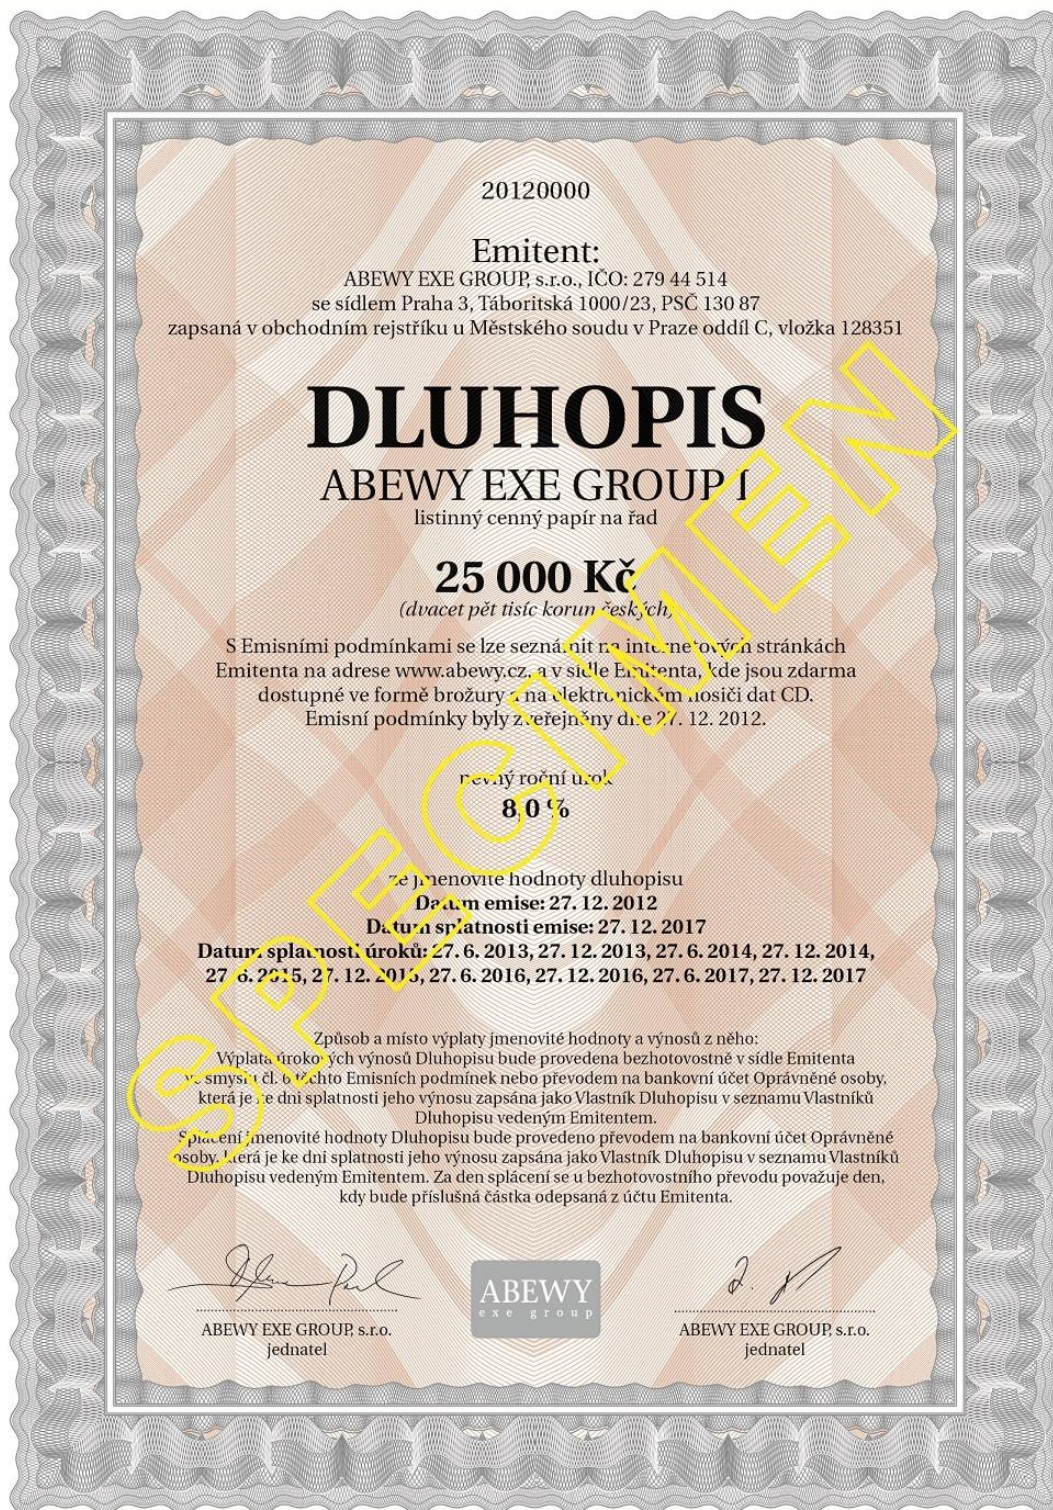 20120000
Emitent:
ABEWY EXE GROUP, s.r.o., IČO: 279 44 514
se sídlem Praha 3, Táboritská 1000/23, PSČ 130 87
zapsaná v obchodním rejstříku u Městského soudu v Praze oddíl C, vložka 128351
DLUHOPIS
ABEWY EXE GROUP I
listinný cenný papír na řad
25 000 Kč
(dvacet pět tisíc korun českých)
S Emisními podmínkami se lze seznámit na internetových stránkách
Emitenta na adrese www.abewy.cz, a v sídle Emitenta, kde jsou zdarma
dostupné ve formě brožury a na elektronickém nosiči dat CD.
Emisní podmínky byly zveřejněny dne 27. 12. 2012.
pevný roční úrok
8,0 %
ze jmenovité hodnoty dluhopisu
Datum emise: 27. 12. 2012
Datum splatnosti emise: 27. 12. 2017
Datum splatnosti úroků: 27. 6. 2013, 27. 12. 2013, 27. 6. 2014, 27. 12. 2014,
27. 6. 2015, 27. 12. 2015, 27. 6. 2016, 27. 12. 2016, 27. 6. 2017, 27. 12. 2017
Způsob a místo výplaty jmenovité hodnoty a výnosů z něho:
Výplata úrokových výnosů Dluhopisu bude provedena bezhotovostně v sídle Emitenta
ve smyslu čl. 6 těchto Emisních podmínek nebo převodem na bankovní účet Oprávněné osoby,
která je ke dni splatnosti jeho výnosu zapsána jako Vlastník Dluhopisu v seznamu Vlastníků
Dluhopisu vedeným Emitentem.
Splácení jmenovité hodnoty Dluhopisu bude provedeno převodem na bankovní účet Oprávněné
osoby, která je ke dni splatnosti jeho výnosu zapsána jako Vlastník Dluhopisu v seznamu Vlastníků
Dluhopisu vedeným Emitentem. Za den splácení se u bezhotovostního převodu považuje den,
kdy bude příslušná částka odepsaná z účtu Emitenta.
SPECIMEN
ABEWY
exe group
ABEWY EXE GROUP, s.r.o.
jednatel
ABEWY EXE GROUP, s.r.o.
jednatel